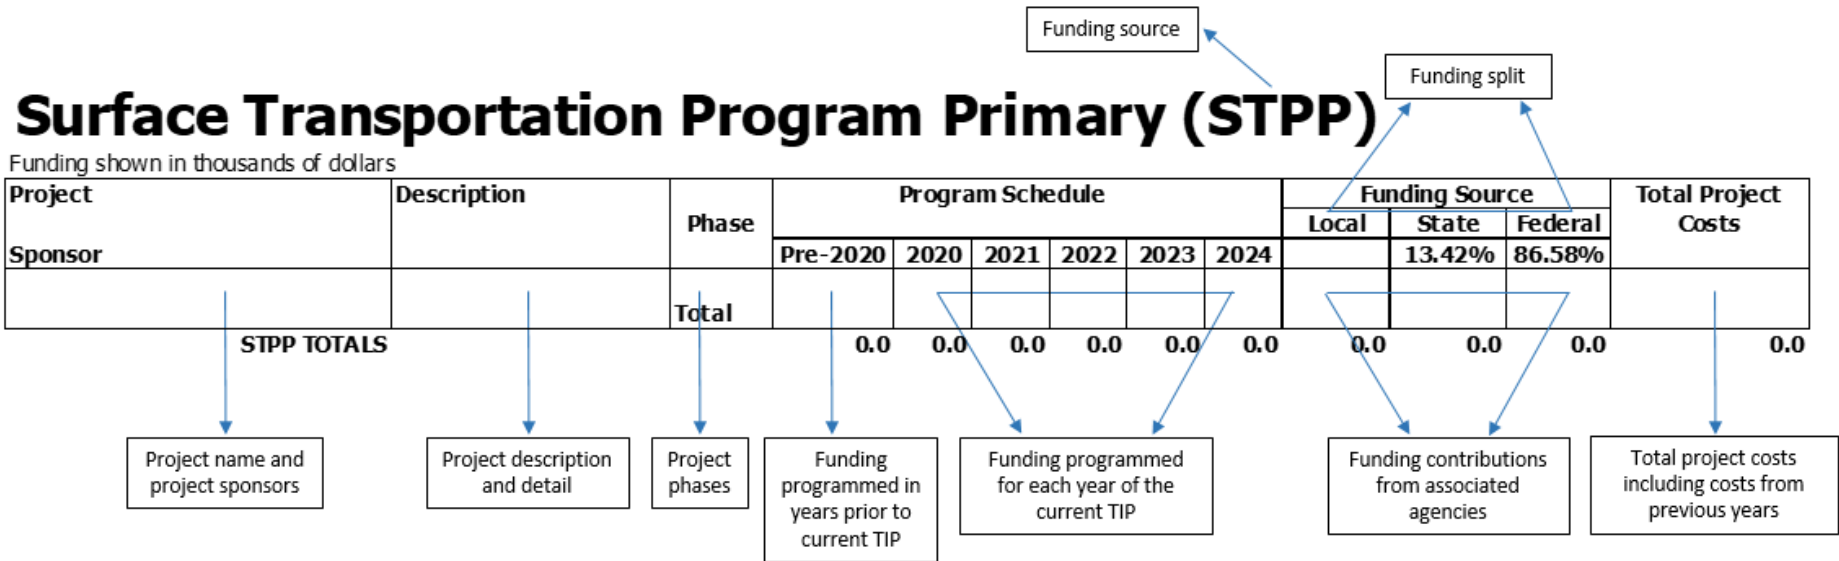 Funding source
Funding split
Surface Transportation Program Primary (STPP)
Funding shown in thousands of dollars
Project Description Program Schedule Funding Source Total Project
Phase Local State Federal Costs
Sponsor Pre-2020 2020 2021 2022 2023 2024 13.42% 86.58%
Total
STPP TOTALS 0.0 0.0 0.0 0.0 0.0 0.0 0.0 0.0 0.0 0.0
Project name and
project sponsors
Project description
and detail
Project
phases
Funding
programmed in
years prior to
current TIP
Funding programmed
for each year of the
current TIP
Funding contributions
from associated
agencies
Total project costs
including costs from
previous years